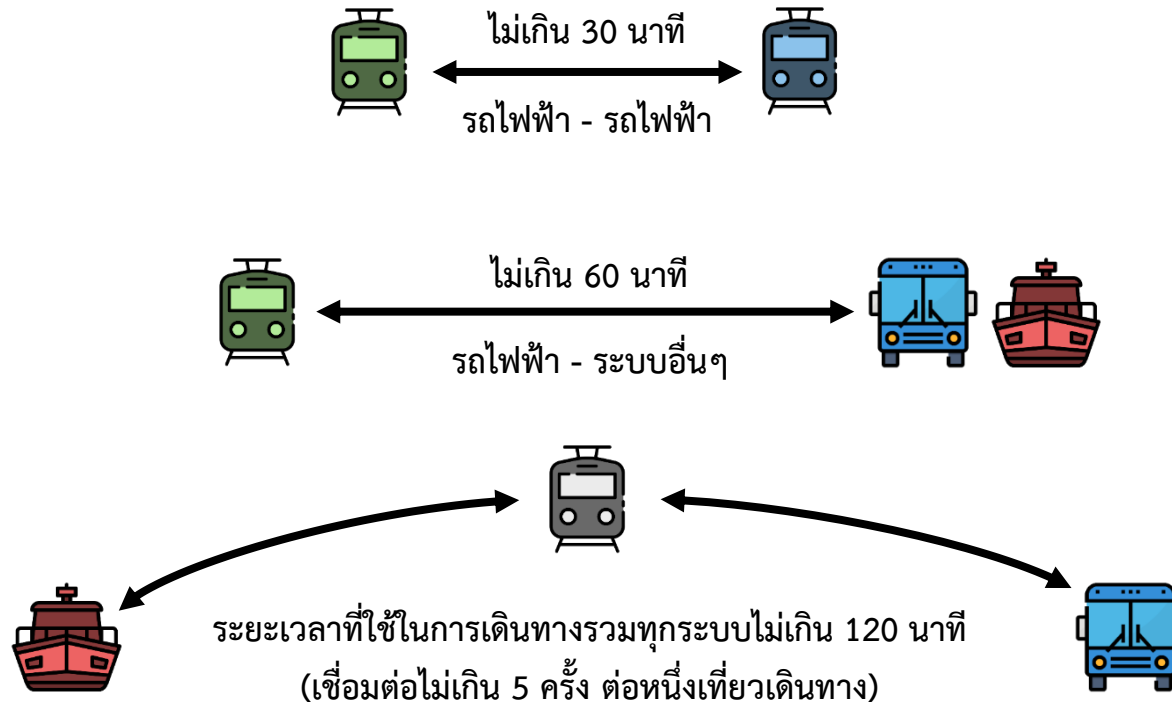 ไม่เกิน 30 นาที
รถไฟฟ้า - รถไฟฟ้า
ไม่เกิน 60 นาที
รถไฟฟ้า - ระบบอื่นๆ
ระยะเวลาที่ใช้ในการเดินทางรวมทุกระบบไม่เกิน 120 นาที
(เชื่อมต่อไม่เกิน 5 ครั้ง ต่อหนึ่งเที่ยวเดินทาง)